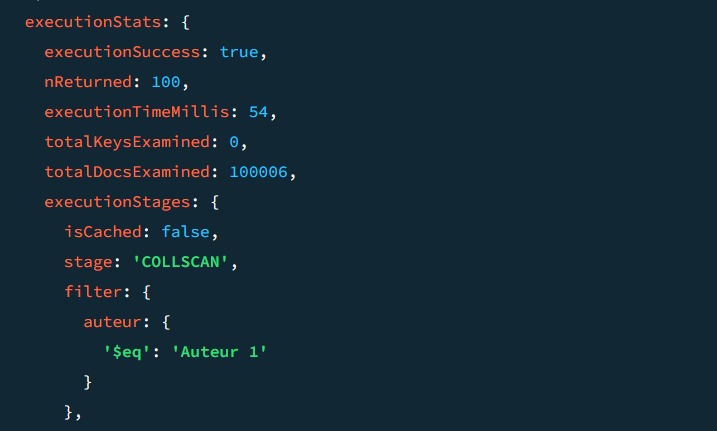 executionStats: {
executionSuccess: true,
nReturned: 100,
executionTimeMillis: 54,
totalKeysExamined: 0,
totalDocsExamined: 100006,
executionStages: {
isCached: false,
stage: 'COLLSCAN',
filter: {
auteur: {
'$eq': 'Auteur 1'
}
},